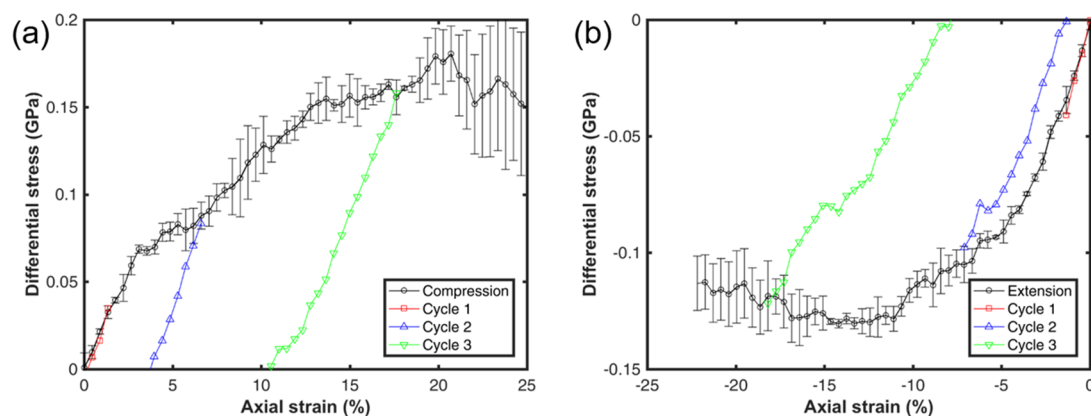 (a)
0.2
0.15
0.1
0.05
0
Differential stress (GPa)
Compression
Cycle 1
Cycle 2
Cycle 3
0 5 10 15 20 25
Axial strain (%)
(b)
0
-0.05
-0.1
-0.15
Differential stress (GPa)
Extension
Cycle 1
Cycle 2
Cycle 3
-25 -20 -15 -10 -5 0
Axial strain (%)